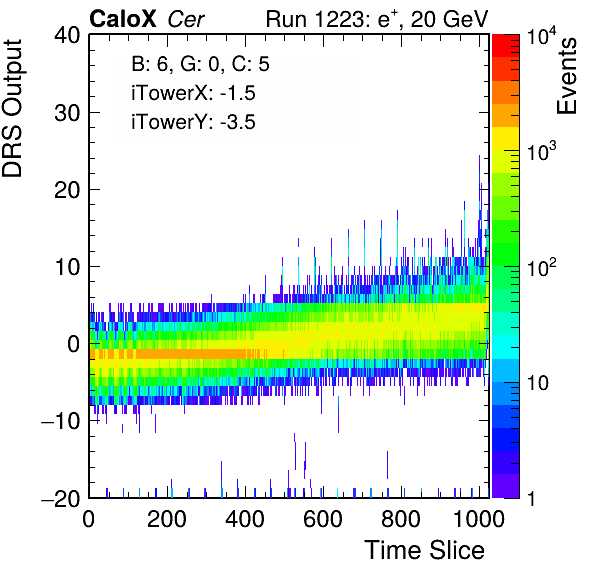 CaloX Cer Run 1223: e+, 20 GeV
B: 6, G: 0, C: 5
iTowerX: -1.5
iTowerY: -3.5
DRS Output
40
30
20
10
0
−10
−20
0 200 400 600 800 1000
Time Slice
Events
10^4
10^3
10^2
10
1